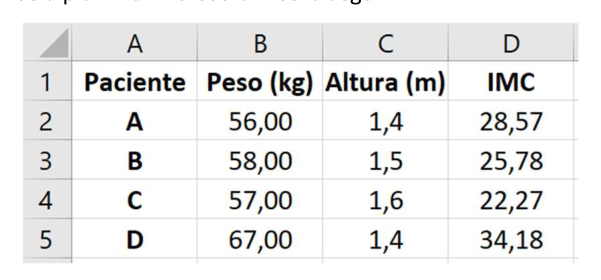 A B C D
1 Paciente Peso (kg) Altura (m) IMC
2 A 56,00 1,4 28,57
3 B 58,00 1,5 25,78
4 C 57,00 1,6 22,27
5 D 67,00 1,4 34,18